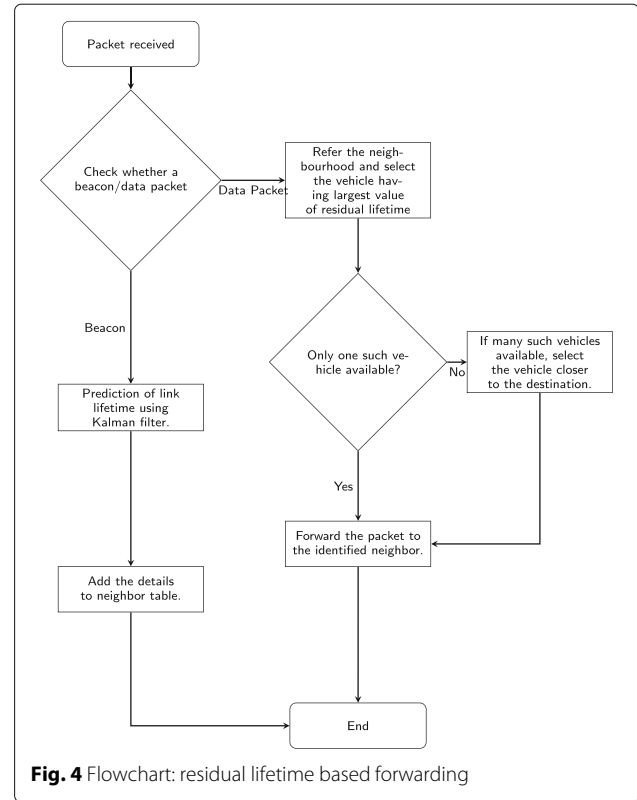 Packet received
Check whether a
beacon/data packet
Data Packet
Refer the neigh-
bourhood and select
the vehicle hav-
ing largest value
of residual lifetime
Beacon
Only one such ve-
hicle available?
No
If many such vehicles
available, select
the vehicle closer
to the destination.
Prediction of link
lifetime using
Kalman filter.
Yes
Forward the packet to
the identified neighbor.
Add the details
to neighbor table.
End
Fig. 4 Flowchart: residual lifetime based forwarding